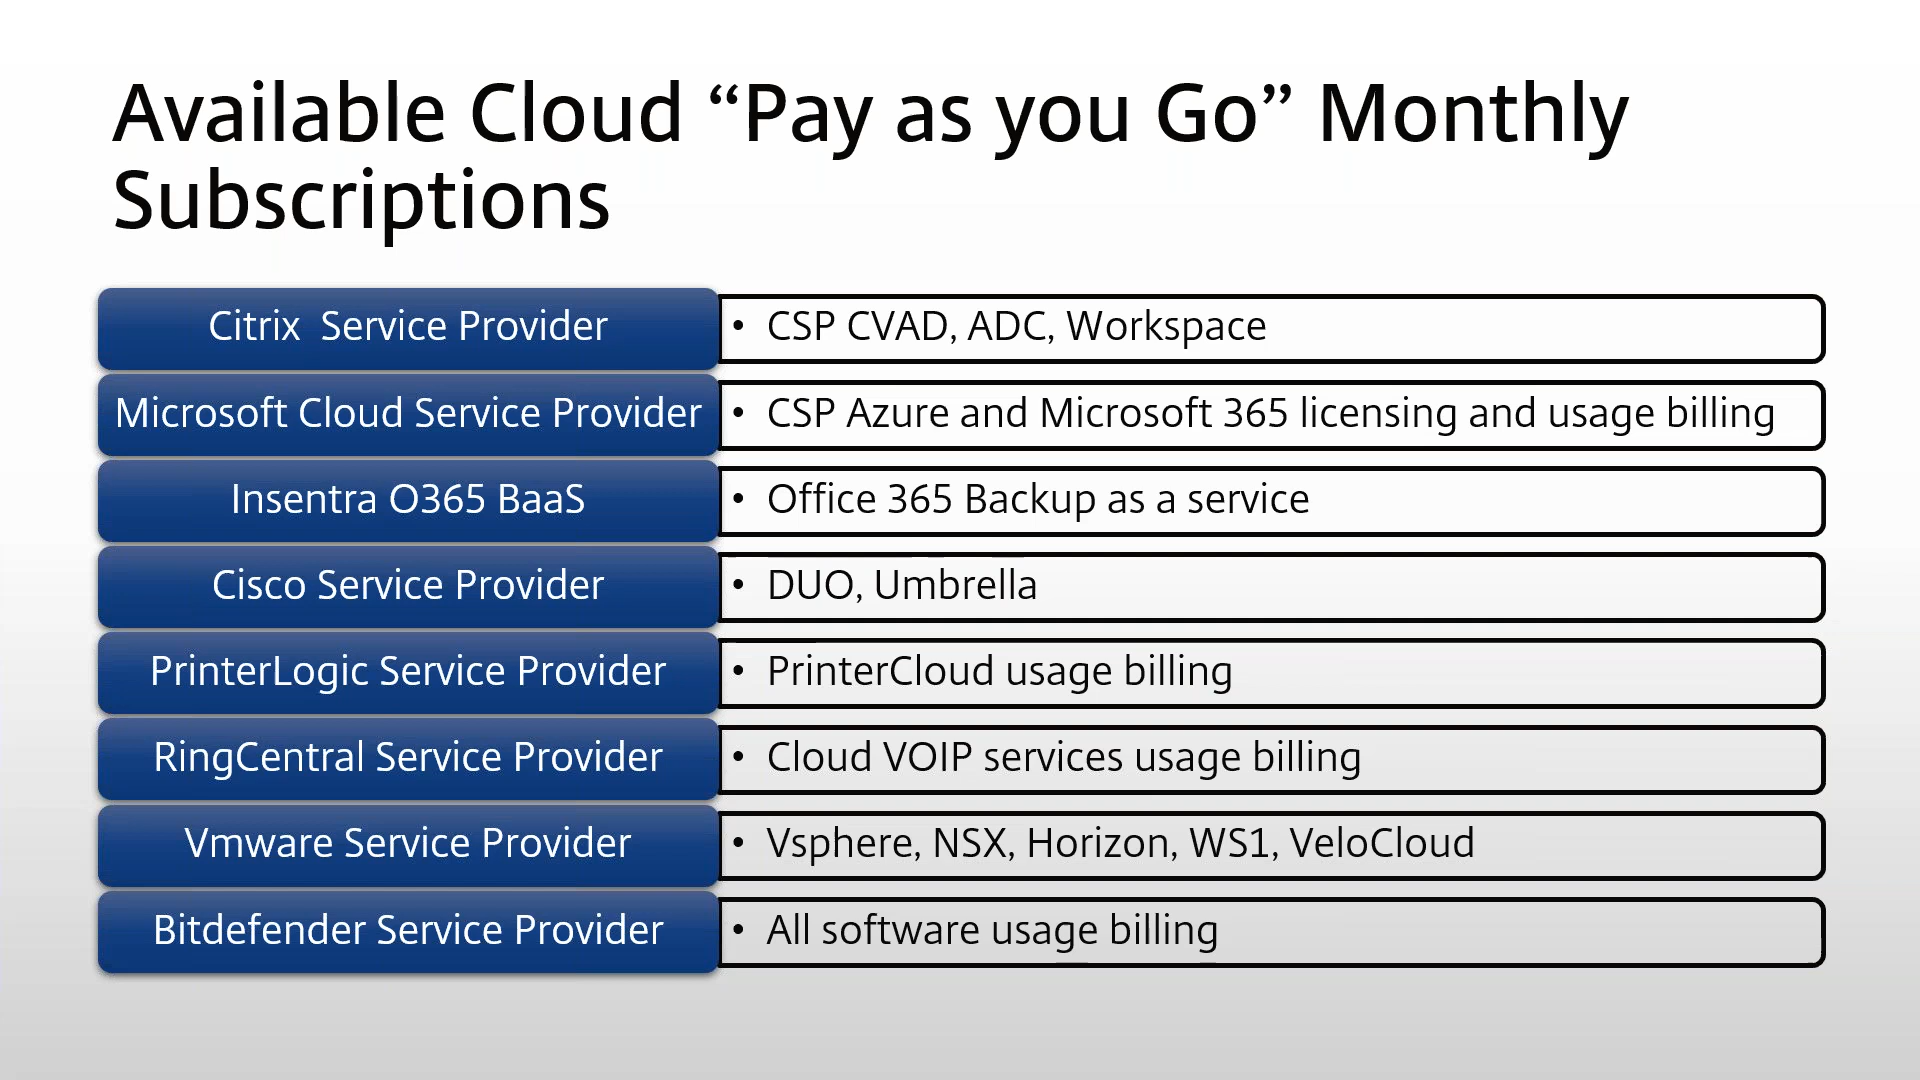 Available Cloud “Pay as you Go” Monthly
Subscriptions
Citrix  Service Provider
• CSP CVAD, ADC, Workspace
Microsoft Cloud Service Provider
• CSP Azure and Microsoft 365 licensing and usage billing
Insentra O365 BaaS
• Office 365 Backup as a service
Cisco Service Provider
• DUO, Umbrella
PrinterLogic Service Provider
• PrinterCloud usage billing
RingCentral Service Provider
• Cloud VOIP services usage billing
Vmware Service Provider
• Vsphere, NSX, Horizon, WS1, VeloCloud
Bitdefender Service Provider
• All software usage billing